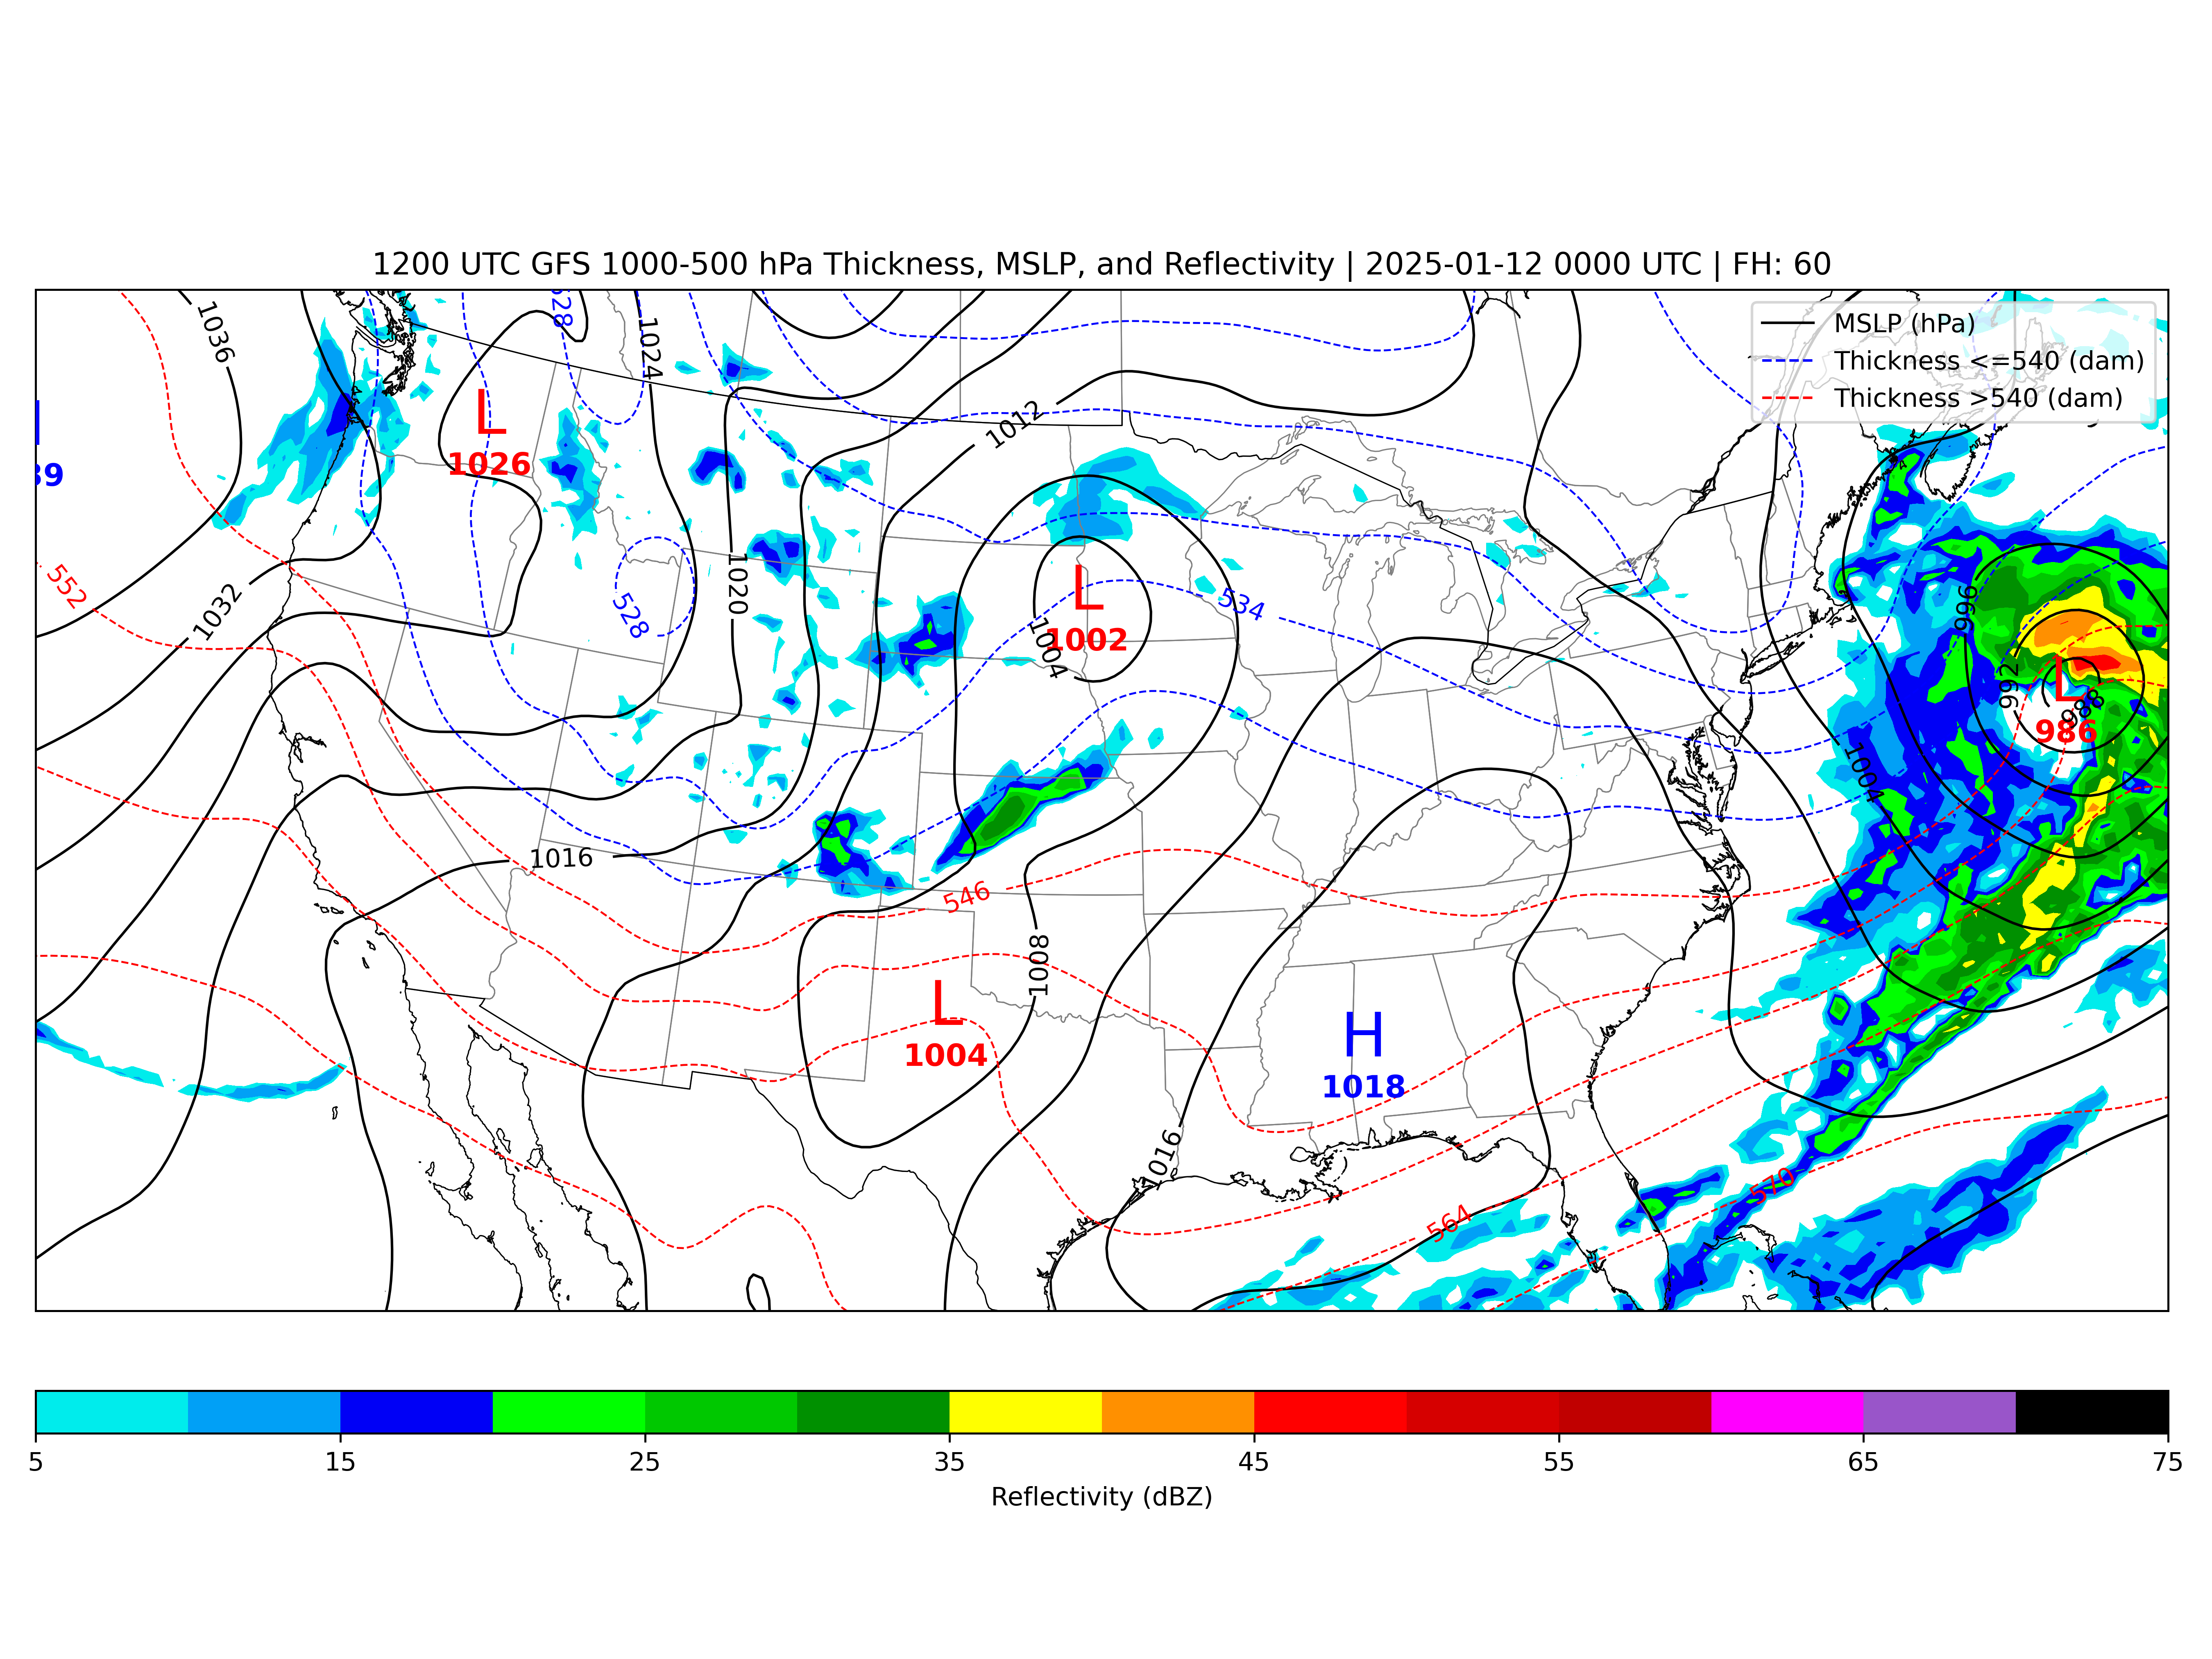 1200 UTC GFS 1000-500 hPa Thickness, MSLP, and Reflectivity | 2025-01-12 0000 UTC | FH: 60
MSLP (hPa)
Thickness <=540 (dam)
Thickness >540 (dam)
1036
528
1024
1012
L
1026
39
552
1032
528
1020
L
1002
1004
534
996
992
L
988
986
1004
1016
546
1008
L
1004
H
1018
1016
564
570
5 15 25 35 45 55 65 75
Reflectivity (dBZ)